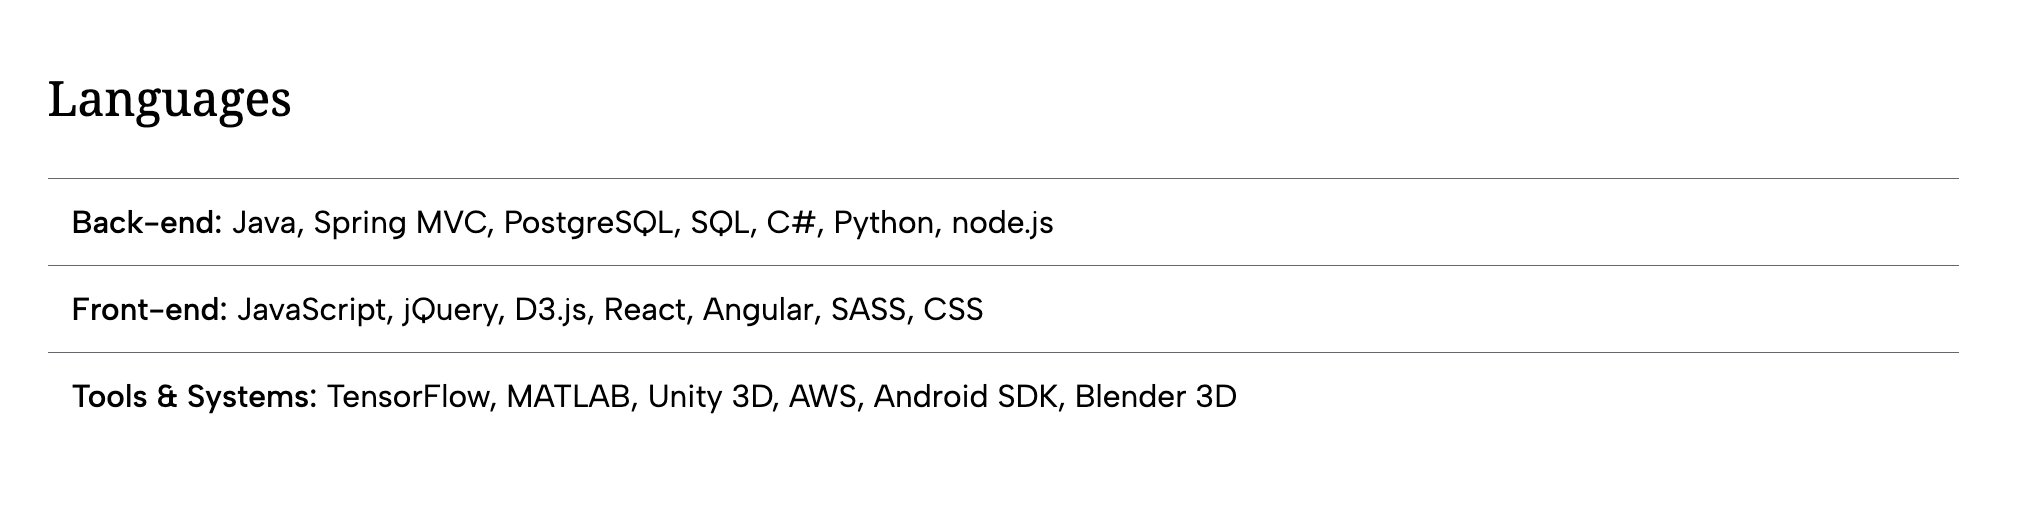 Languages
Back-end: Java, Spring MVC, PostgreSQL, SQL, C#, Python, node.js
Front-end: JavaScript, jQuery, D3.js, React, Angular, SASS, CSS
Tools & Systems: TensorFlow, MATLAB, Unity 3D, AWS, Android SDK, Blender 3D